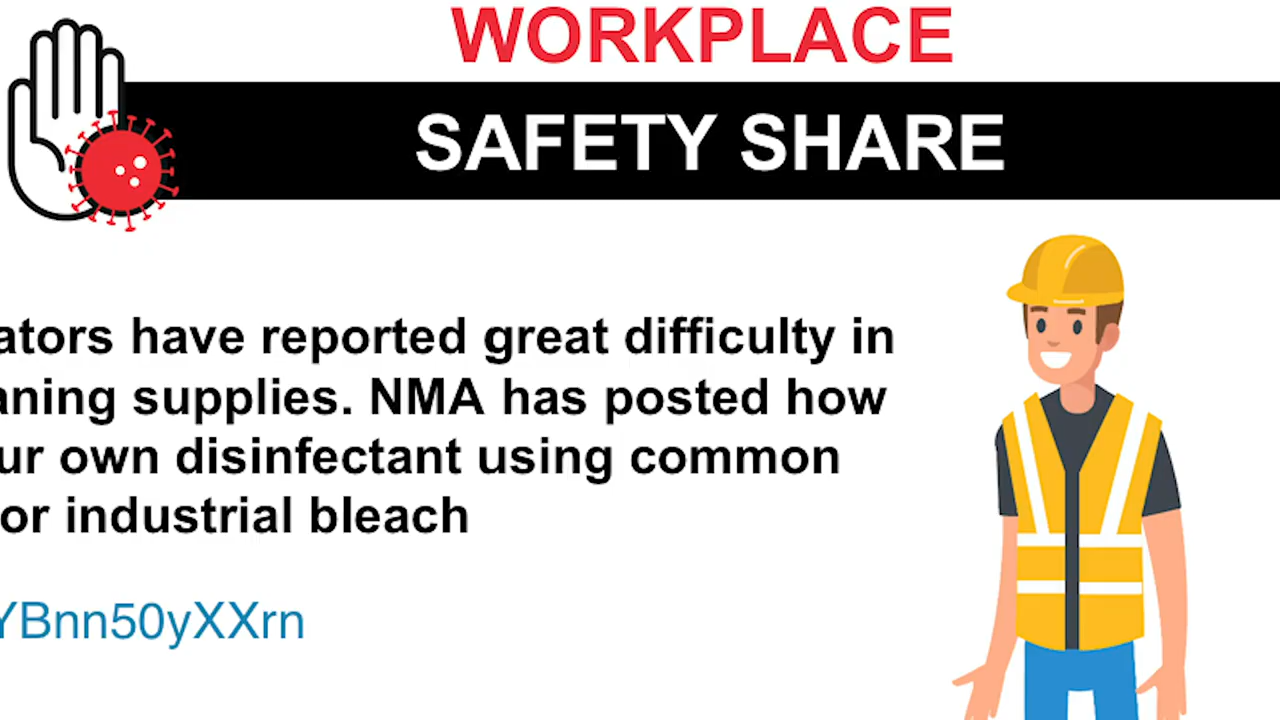 WORKPLACE
SAFETY SHARE
ators have reported great difficulty in
aning supplies. NMA has posted how
ur own disinfectant using common
or industrial bleach
YBnn50yXXrn